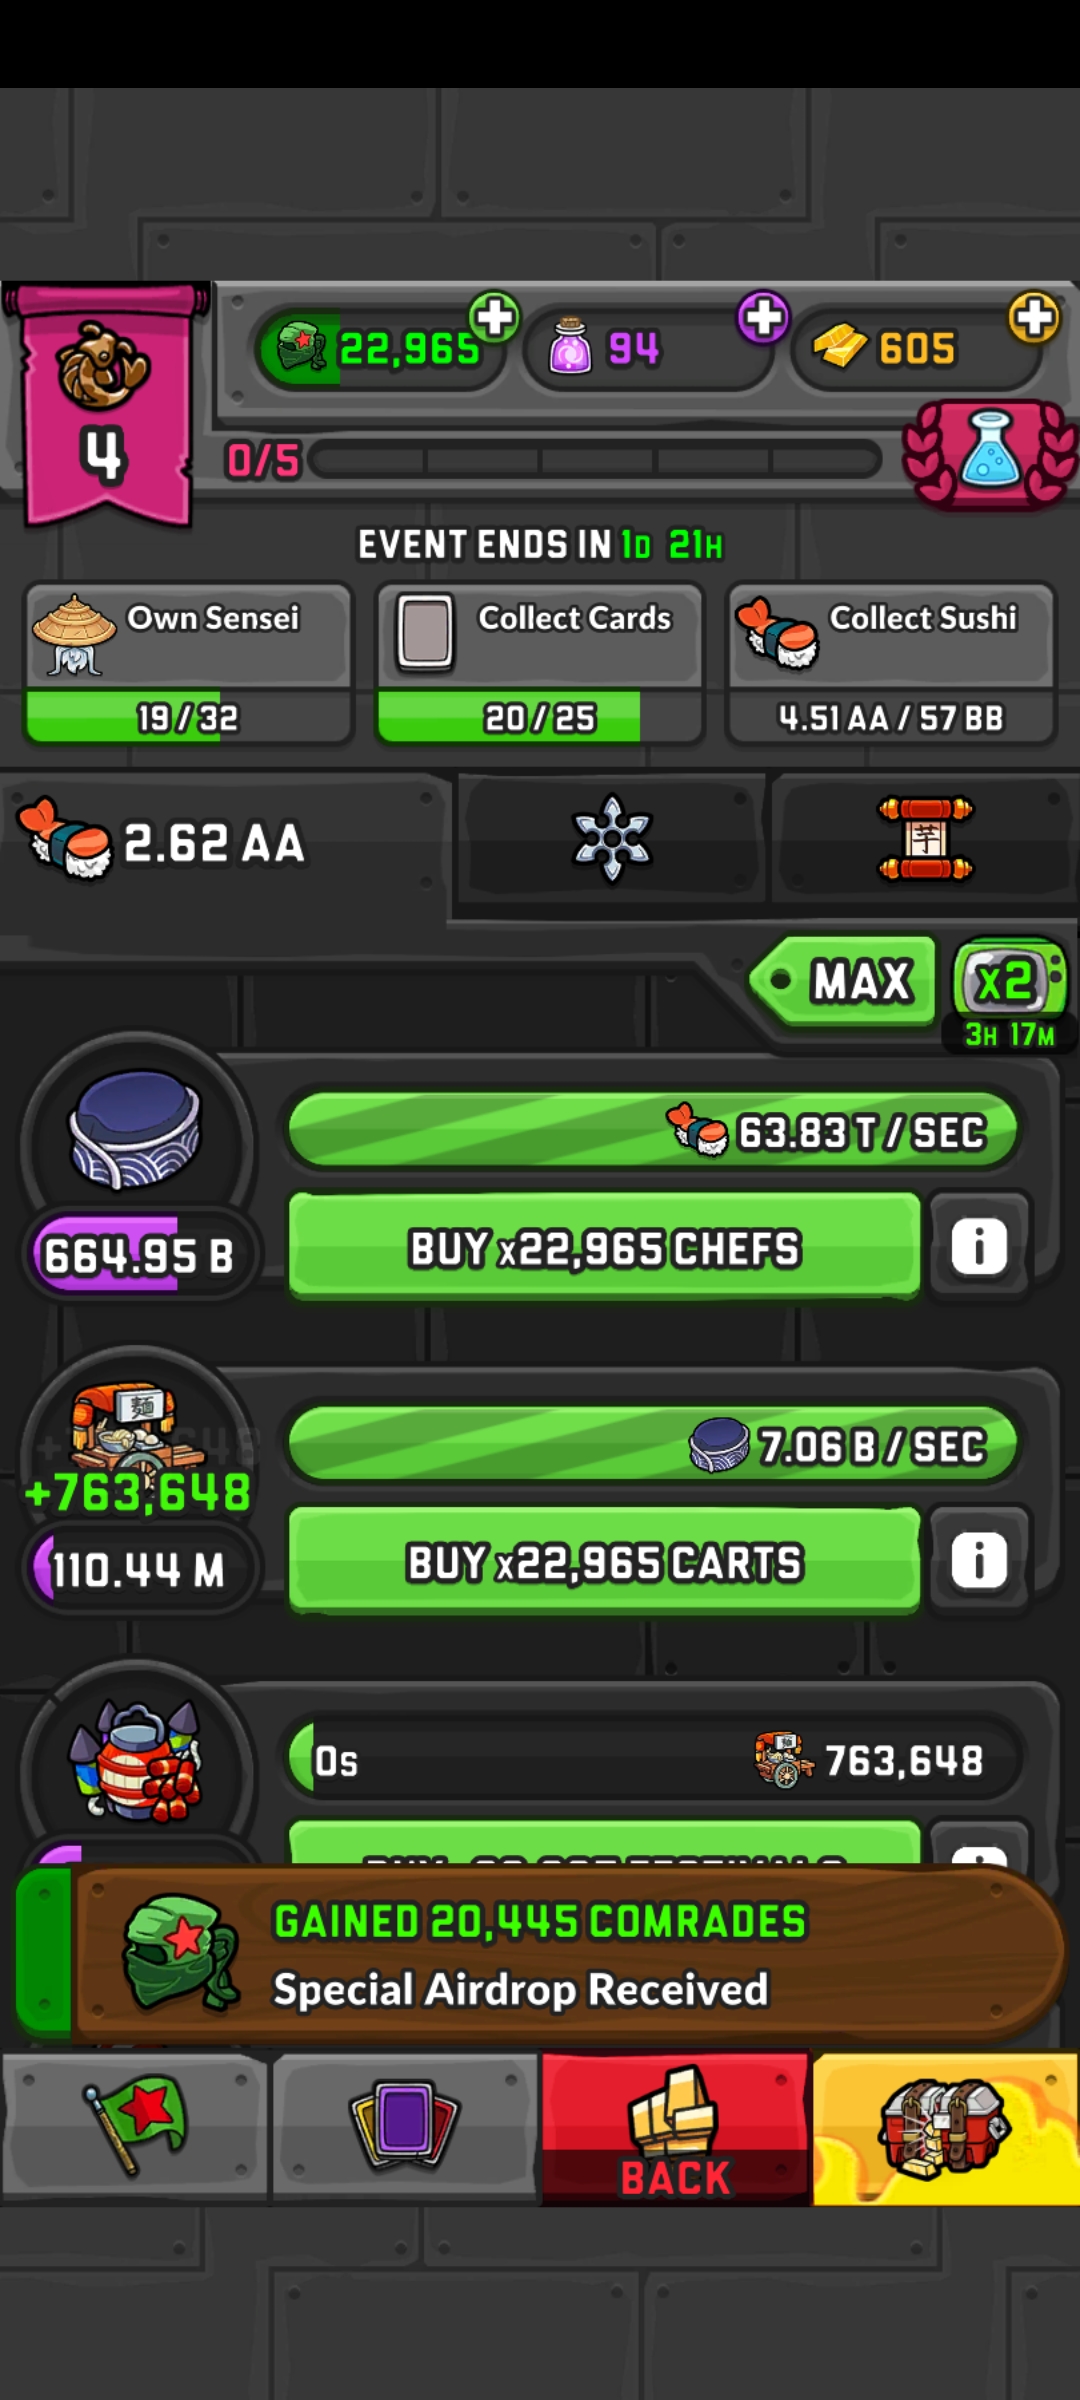 22,965
94
605
4
0/5
EVENT ENDS IN 1D 21H
Own Sensei
Collect Cards
Collect Sushi
19/32
20/25
4.51 AA / 57 BB
2.62 AA
芋
MAX
x2
3H 17M
63.83 T / SEC
664.95 B
BUY x22,965 CHEFS
i
麺
7.06 B / SEC
+763,648
110.44 M
BUY x22,965 CARTS
i
0s
763,648
GAINED 20,445 COMRADES
Special Airdrop Received
BACK